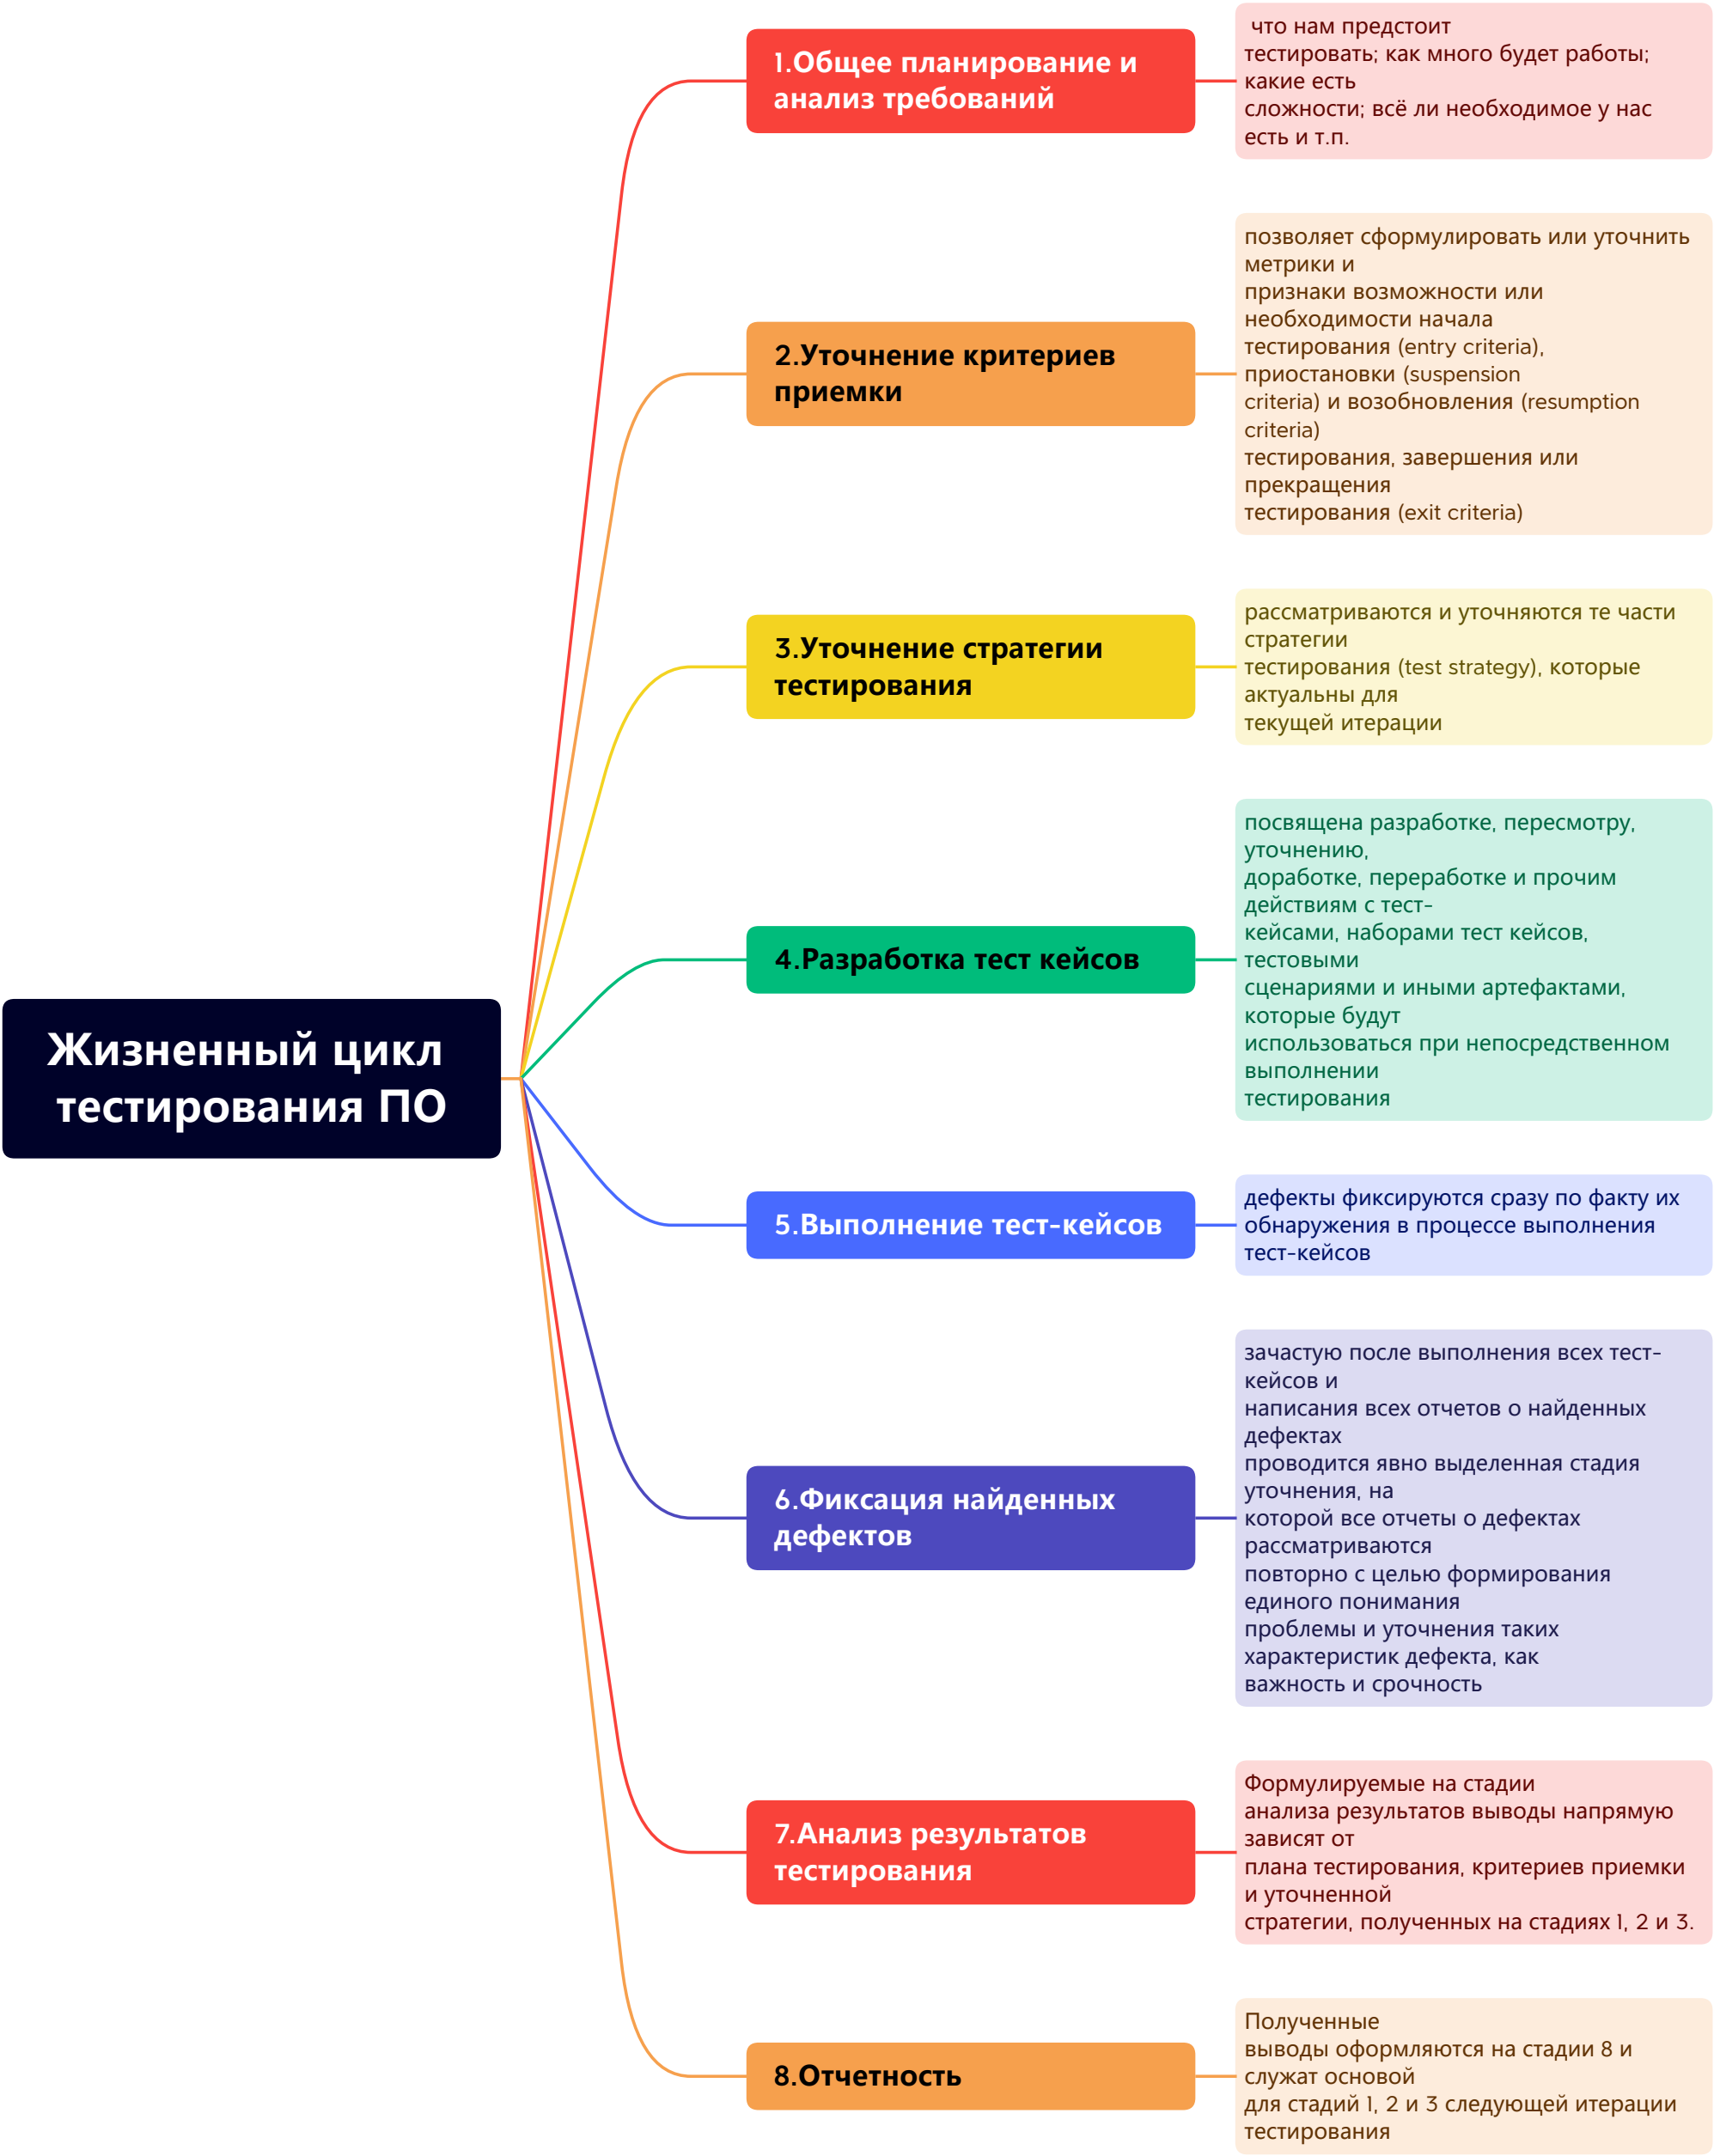 Жизненный цикл
тестирования ПО
1.Общее планирование и
анализ требований
что нам предстоит
тестировать; как много будет работы;
какие есть
сложности; всё ли необходимое у нас
есть и т.п.
2.Уточнение критериев
приемки
позволяет сформулировать или уточнить
метрики и
признаки возможности или
необходимости начала
тестирования (entry criteria),
приостановки (suspension
criteria) и возобновления (resumption
criteria)
тестирования, завершения или
прекращения
тестирования (exit criteria)
3.Уточнение стратегии
тестирования
рассматриваются и уточняются те части
стратегии
тестирования (test strategy), которые
актуальны для
текущей итерации
4.Разработка тест кейсов
посвящена разработке, пересмотру,
уточнению,
доработке, переработке и прочим
действиям с тест-
кейсами, наборами тест кейсов,
тестовыми
сценариями и иными артефактами,
которые будут
использоваться при непосредственном
выполнении
тестирования
5.Выполнение тест-кейсов
дефекты фиксируются сразу по факту их
обнаружения в процессе выполнения
тест-кейсов
6.Фиксация найденных
дефектов
зачастую после выполнения всех тест-
кейсов и
написания всех отчетов о найденных
дефектах
проводится явно выделенная стадия
уточнения, на
которой все отчеты о дефектах
рассматриваются
повторно с целью формирования
единого понимания
проблемы и уточнения таких
характеристик дефекта, как
важность и срочность
7.Анализ результатов
тестирования
Формулируемые на стадии
анализа результатов выводы напрямую
зависят от
плана тестирования, критериев приемки
и уточненной
стратегии, полученных на стадиях 1, 2 и 3.
8.Отчетность
Полученные
выводы оформляются на стадии 8 и
служат основой
для стадий 1, 2 и 3 следующей итерации
тестирования